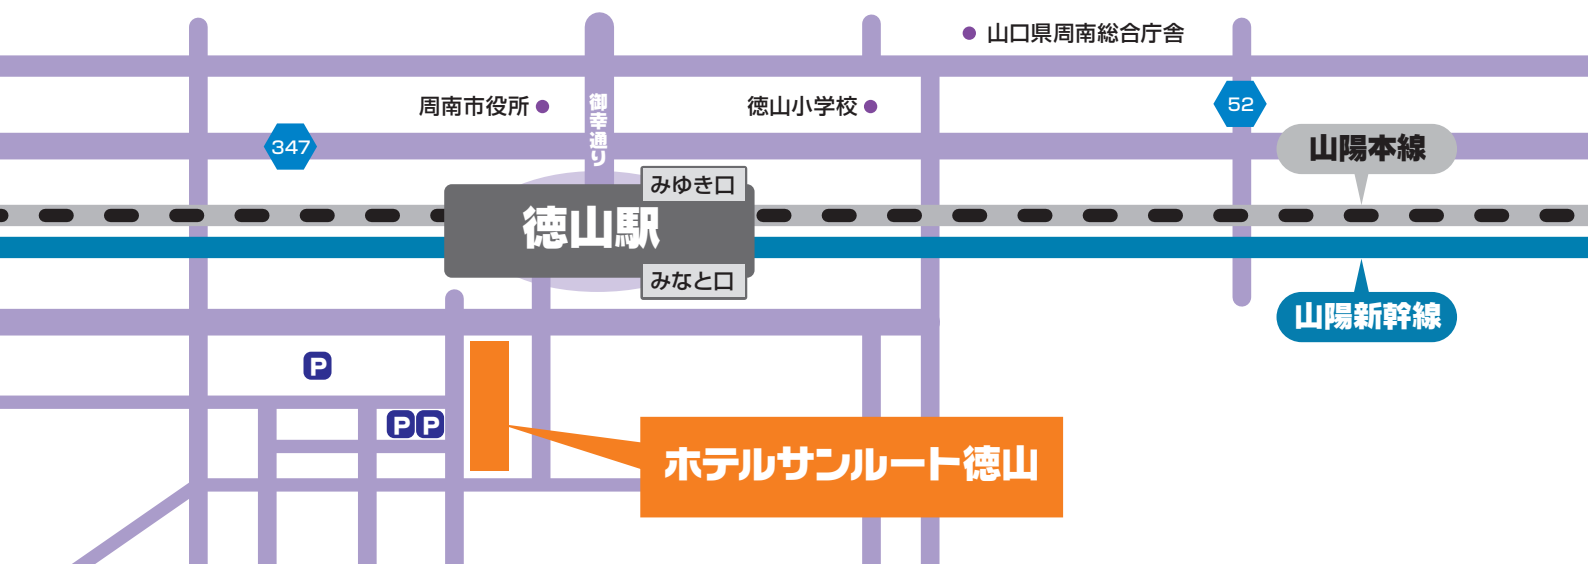 山口県周南総合庁舎
周南市役所
御幸通り
徳山小学校
52
347
山陽本線
みゆき口
徳山駅
みなと口
山陽新幹線
P
P
P
ホテルサンルート徳山